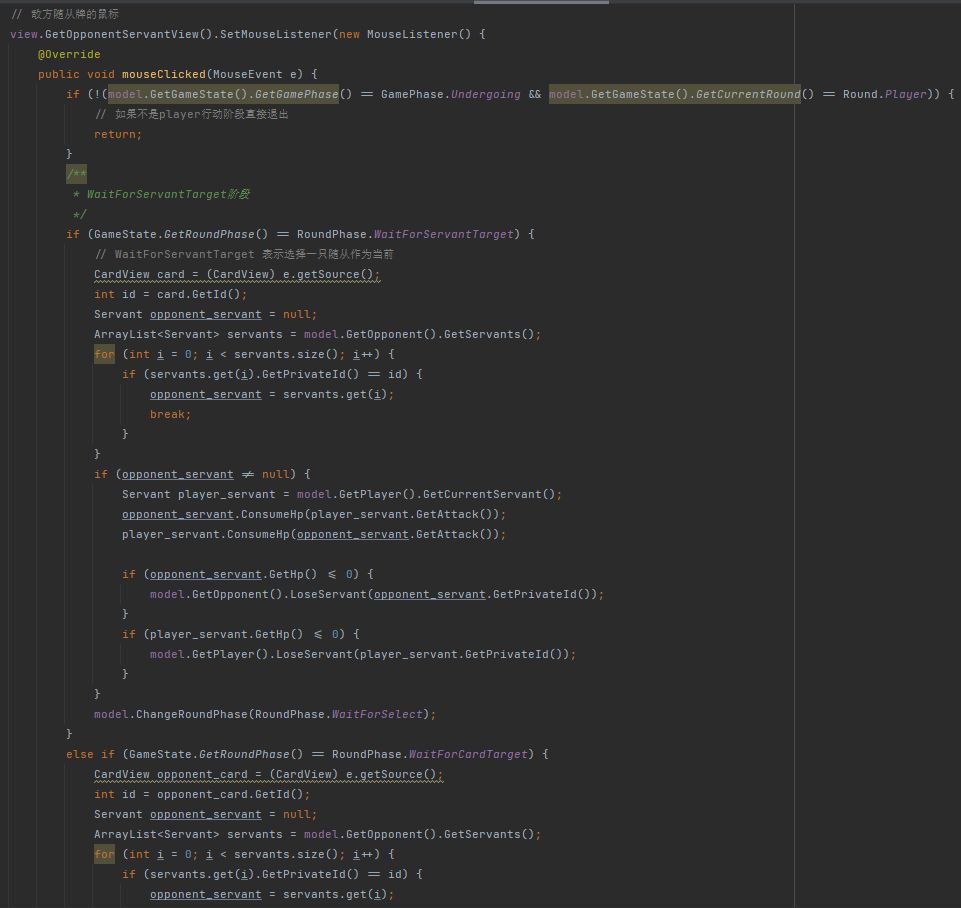 // 敌方随从牌的鼠标
view.GetOpponentServantView().SetMouseListener(new MouseListener() {
@Override
public void mouseClicked(MouseEvent e) {
if (!(model.GetGameState().GetGamePhase() == GamePhase.Undergoing && model.GetGameState().GetCurrentRound() == Round.Player)) {
// 如果不是player行动阶段直接退出
return;
}
/**
* WaitForServantTarget阶段
*/
if (GameState.GetRoundPhase() == RoundPhase.WaitForServantTarget) {
// WaitForServantTarget 表示选择一只随从作为当前
CardView card = (CardView) e.getSource();
int id = card.GetId();
Servant opponent_servant = null;
ArrayList<Servant> servants = model.GetOpponent().GetServants();
for (int i = 0; i < servants.size(); i++) {
if (servants.get(i).GetPrivateId() == id) {
opponent_servant = servants.get(i);
break;
}
}
if (opponent_servant ≠ null) {
Servant player_servant = model.GetPlayer().GetCurrentServant();
opponent_servant.ConsumeHp(player_servant.GetAttack());
player_servant.ConsumeHp(opponent_servant.GetAttack());
if (opponent_servant.GetHp() ⩽ 0) {
model.GetOpponent().LoseServant(opponent_servant.GetPrivateId());
}
if (player_servant.GetHp() ⩽ 0) {
model.GetPlayer().LoseServant(player_servant.GetPrivateId());
}
}
model.ChangeRoundPhase(RoundPhase.WaitForSelect);
}
else if (GameState.GetRoundPhase() == RoundPhase.WaitForCardTarget) {
CardView opponent_card = (CardView) e.getSource();
int id = opponent_card.GetId();
Servant opponent_servant = null;
ArrayList<Servant> servants = model.GetOpponent().GetServants();
for (int i = 0; i < servants.size(); i++) {
if (servants.get(i).GetPrivateId() == id) {
opponent_servant = servants.get(i);